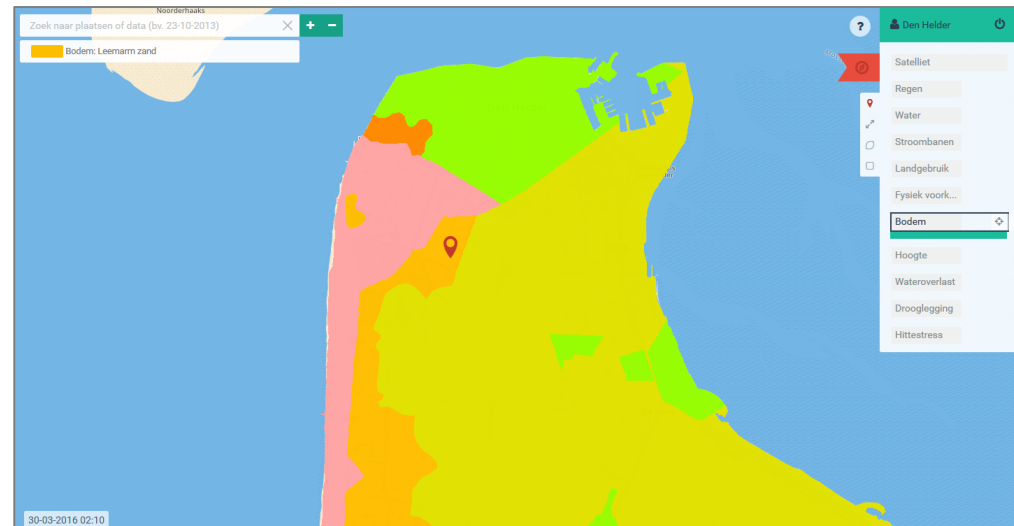 Noorderhaaks
Zoek naar plaatsen of data (bv. 23-10-2013)
+ −
Bodem: Leemarm zand
?
Den Helder
Satelliet
Regen
Water
Stroombanen
Landgebruik
Fysiek voork...
Bodem
Hoogte
Wateroverlast
Drooglegging
Hittestress
30-03-2016 02:10